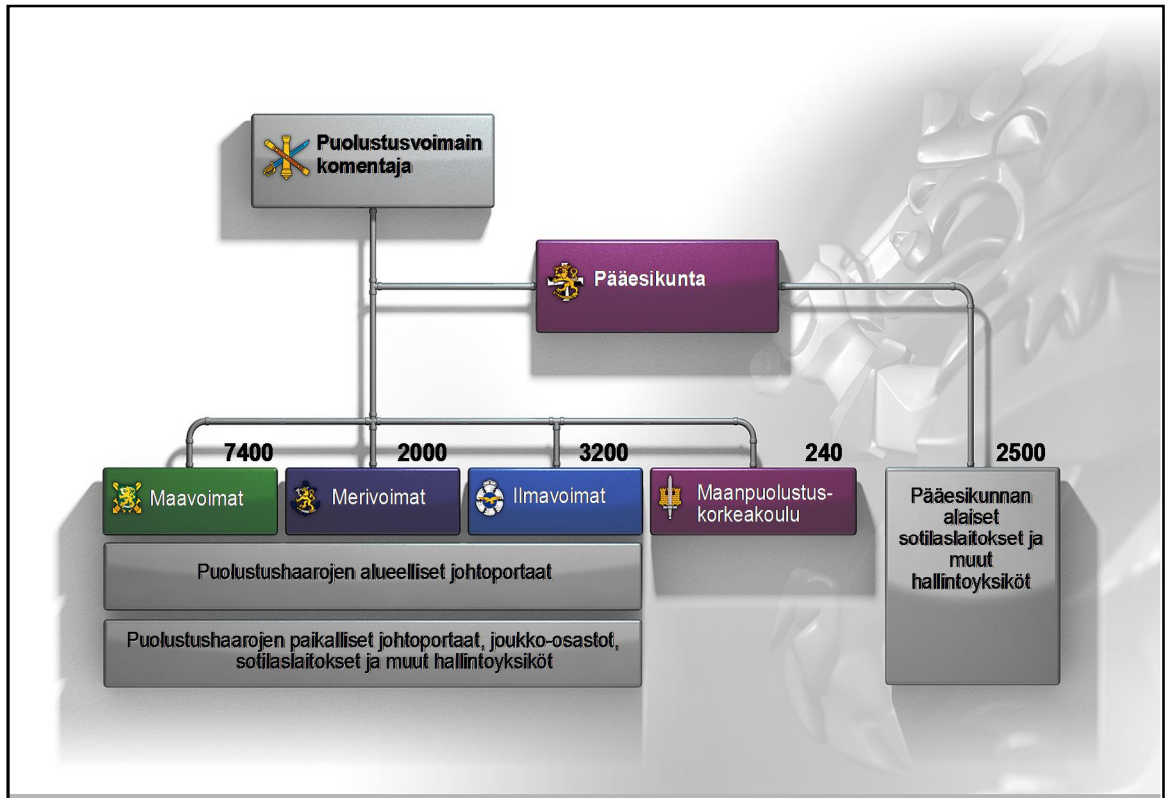 Puolustusvoimain
komentaja
Pääesikunta
7400
2000
3200
240
2500
Maavoimat
Merivoimat
Ilmavoimat
Maanpuolustus-
korkeakoulu
Pääesikunnan
alaiset
sotilaslaitokset ja
muut
hallintoyksiköt
Puolustushaarojen alueelliset johtoportaat
Puolustushaarojen paikalliset johtoportaat, joukko-osastot,
sotilaslaitokset ja muut hallintoyksiköt